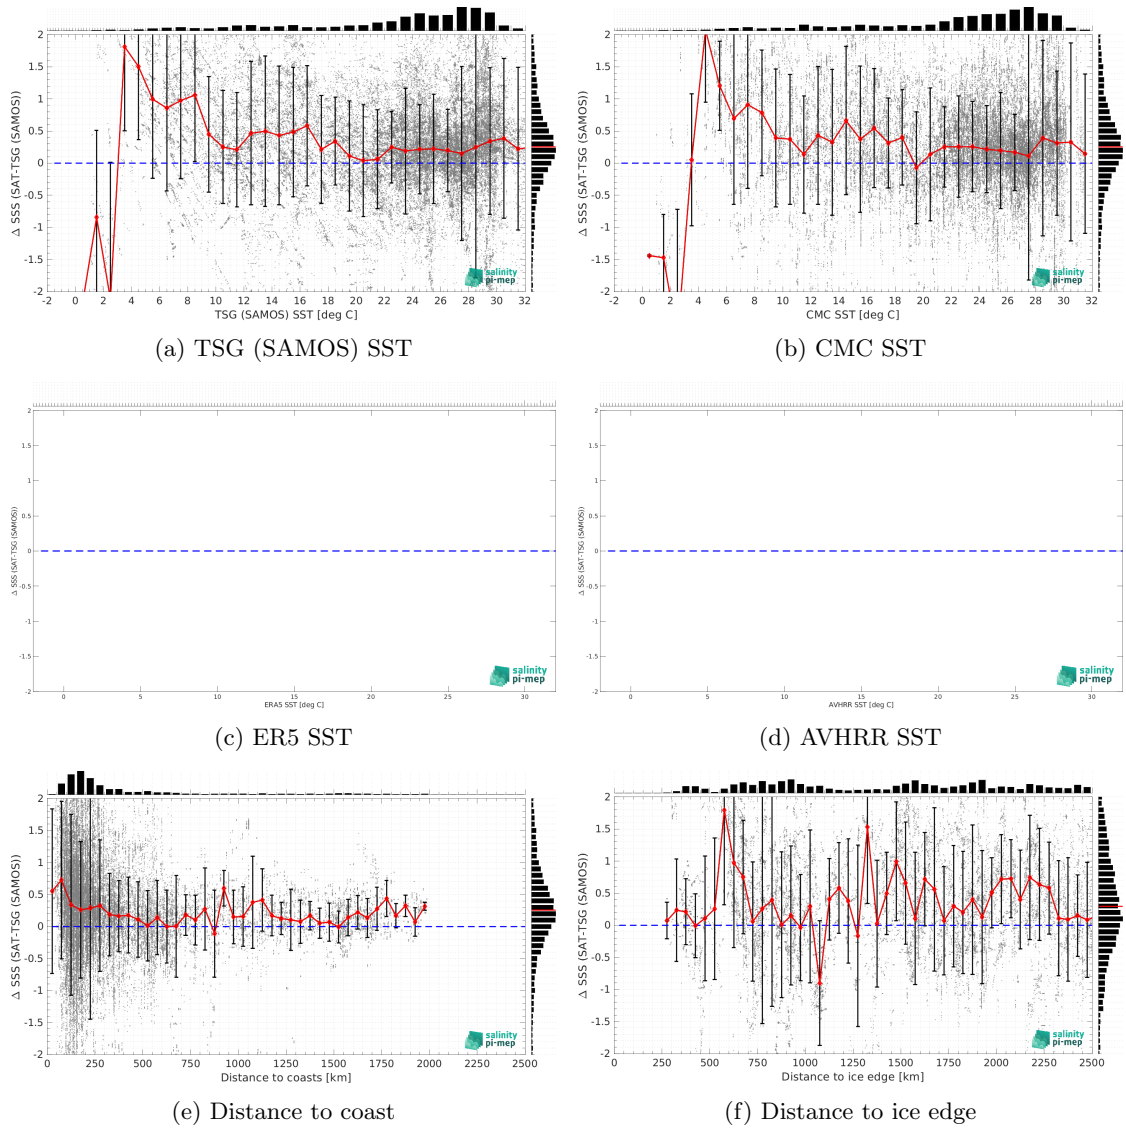 2
1.5
1
0.5
0
-0.5
-1
-1.5
-2
Δ SSS (SAT-TSG (SAMOS))
-2 0 2 4 6 8 10 12 14 16 18 20 22 24 26 28 30 32
TSG (SAMOS) SST [deg C]
salinity
pi-mep
(a) TSG (SAMOS) SST
2
1.5
1
0.5
0
-0.5
-1
-1.5
-2
Δ SSS (SAT-TSG (SAMOS))
-2 0 2 4 6 8 10 12 14 16 18 20 22 24 26 28 30 32
CMC SST [deg C]
salinity
pi-mep
(b) CMC SST
2
1.5
1
0.5
0
-0.5
-1
-1.5
-2
Δ SSS (SAT-TSG (SAMOS))
0 5 10 15 20 25 30
ERA5 SST [deg C]
salinity
pi-mep
(c) ER5 SST
2
1.5
1
0.5
0
-0.5
-1
-1.5
-2
Δ SSS (SAT-TSG (SAMOS))
0 5 10 15 20 25 30
AVHRR SST [deg C]
salinity
pi-mep
(d) AVHRR SST
2
1.5
1
0.5
0
-0.5
-1
-1.5
-2
Δ SSS (SAT-TSG (SAMOS))
0 250 500 750 1000 1250 1500 1750 2000 2250 2500
Distance to coasts [km]
salinity
pi-mep
(e) Distance to coast
2
1.5
1
0.5
0
-0.5
-1
-1.5
-2
Δ SSS (SAT-TSG (SAMOS))
0 250 500 750 1000 1250 1500 1750 2000 2250 2500
Distance to ice edge [km]
salinity
pi-mep
(f) Distance to ice edge